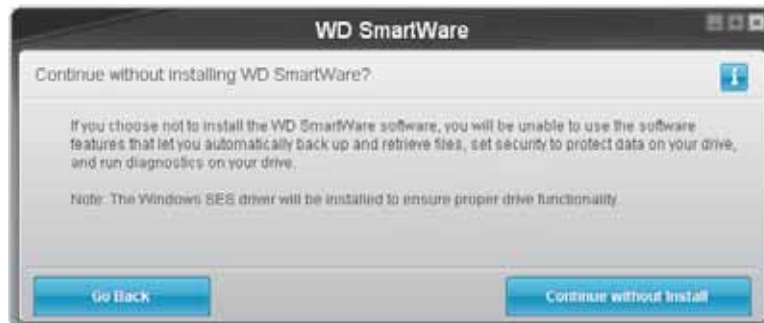 WD SmartWare
Continue without installing WD SmartWare?
i
If you choose not to install the WD SmartWare software, you will be unable to use the software
features that let you automatically back up and retrieve files, set security to protect data on your drive,
and run diagnostics on your drive.
Note: The Windows SES driver will be installed to ensure proper drive functionality.
Go Back
Continue without Install